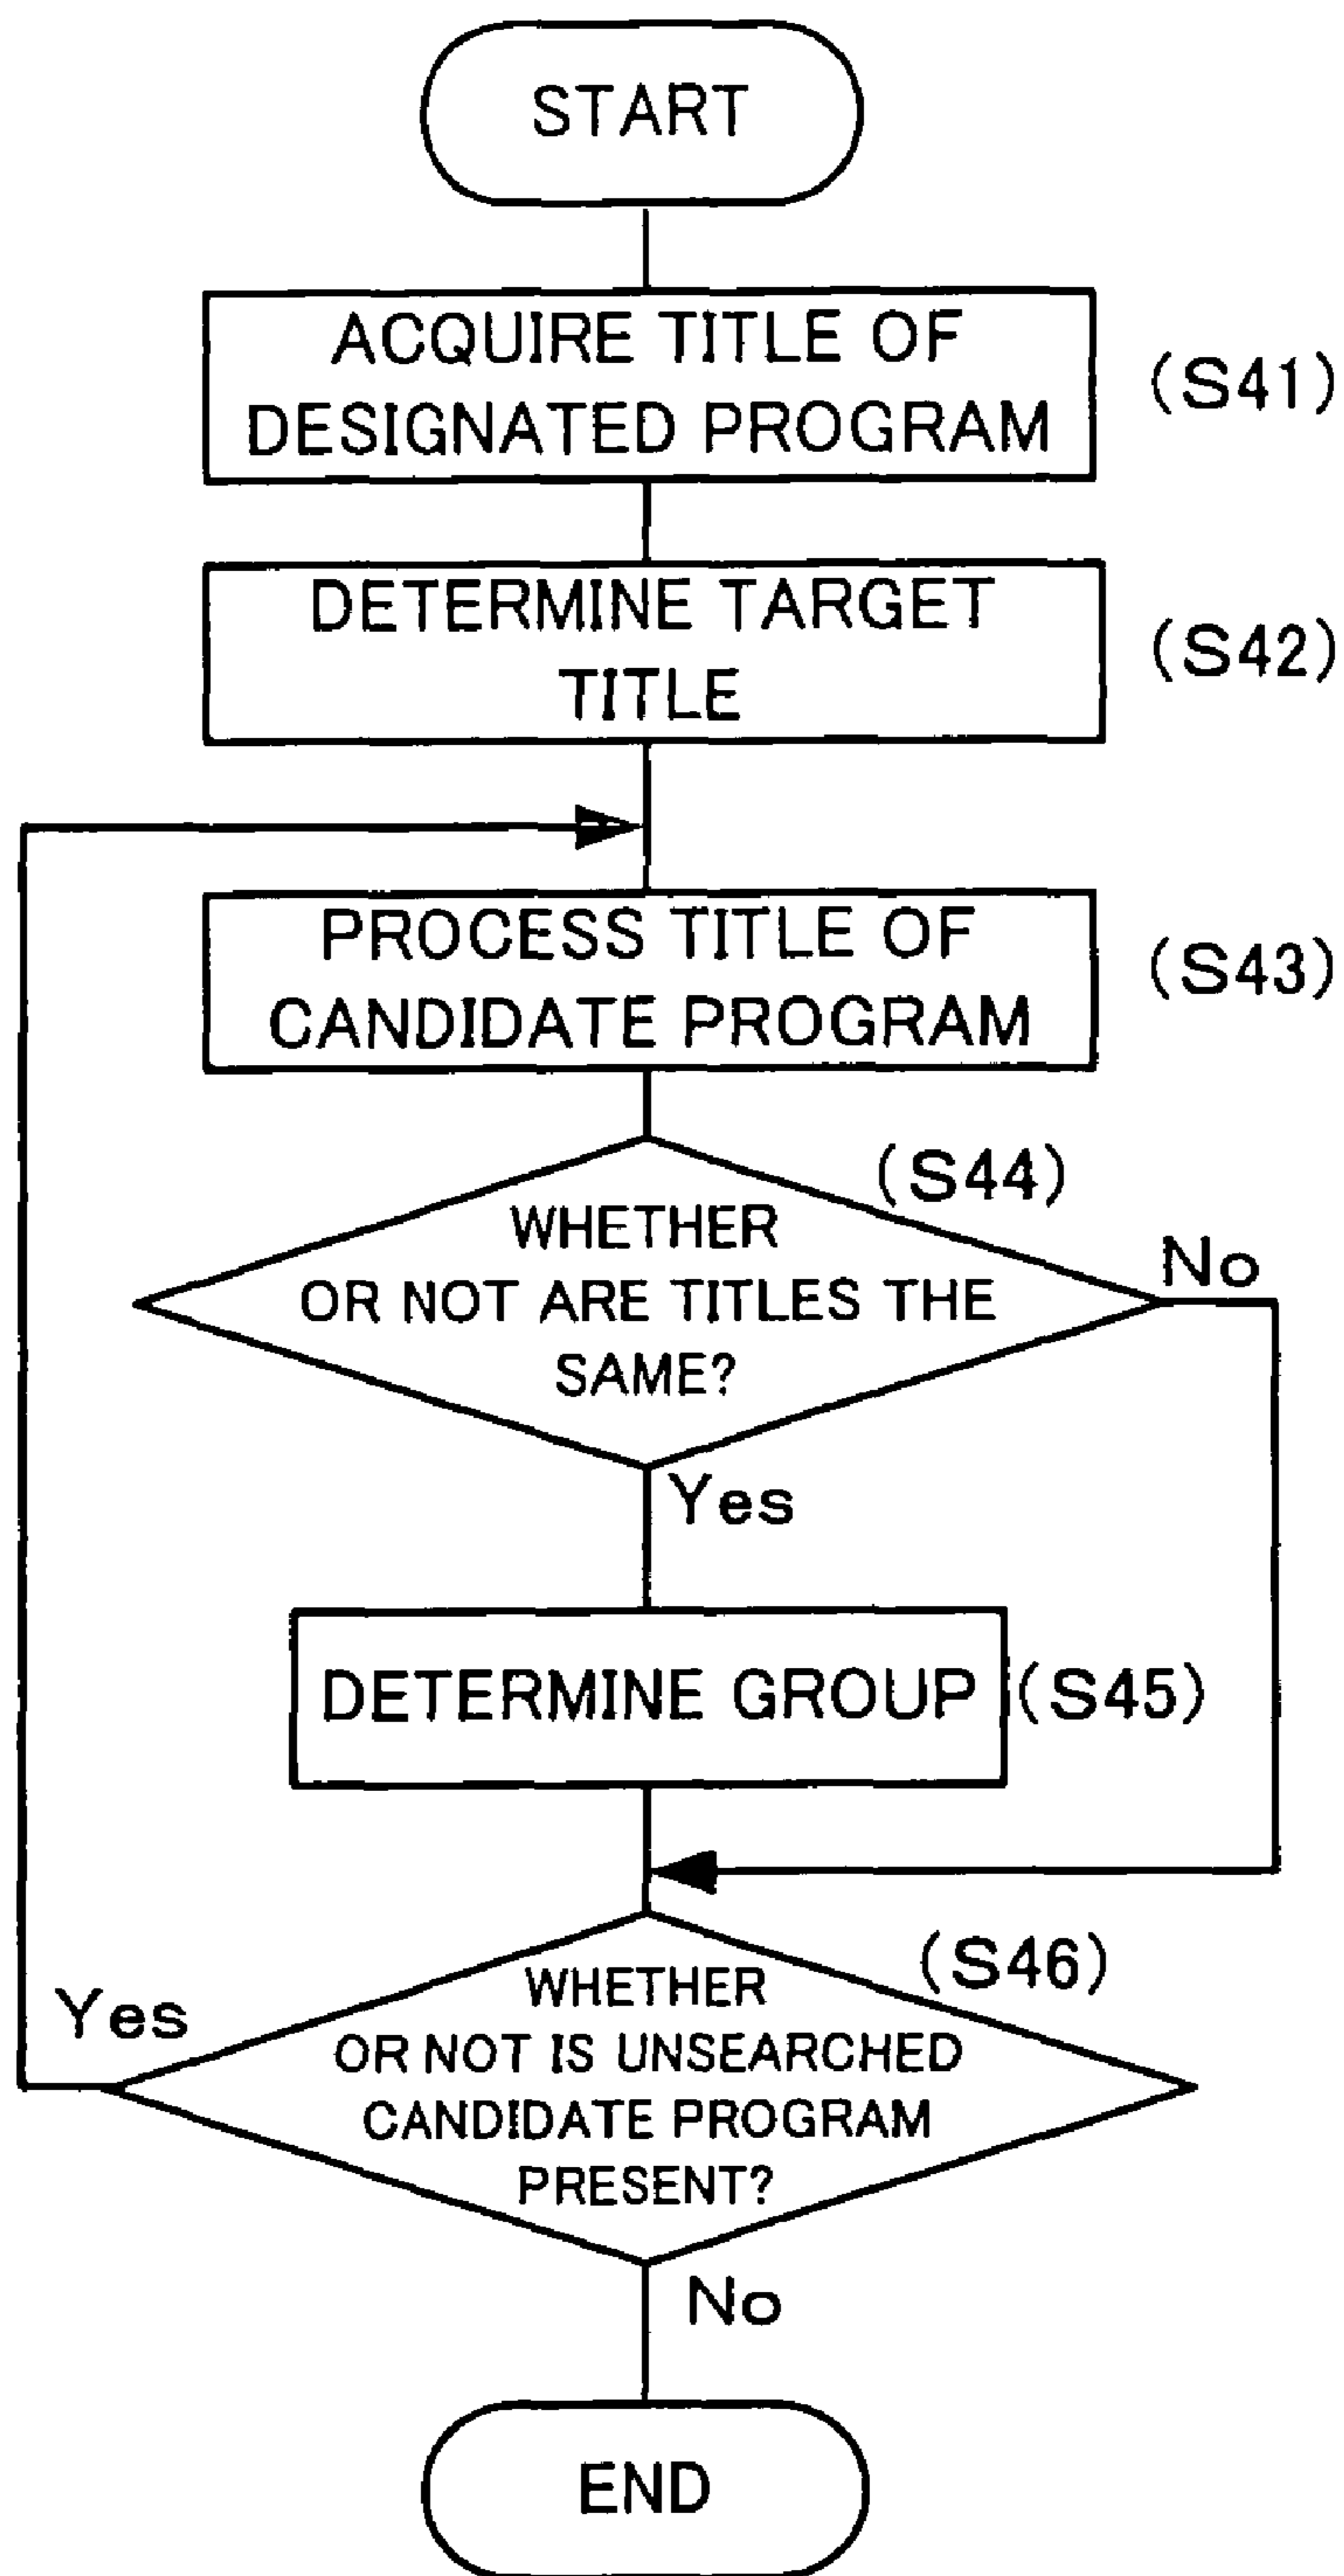 START
ACQUIRE TITLE OF
DESIGNATED PROGRAM
(S41)
DETERMINE TARGET
TITLE
(S42)
PROCESS TITLE OF
CANDIDATE PROGRAM
(S43)
(S44)
WHETHER
OR NOT ARE TITLES THE
SAME?
No
Yes
DETERMINE GROUP
(S45)
(S46)
WHETHER
OR NOT IS UNSEARCHED
CANDIDATE PROGRAM
PRESENT?
Yes
No
END